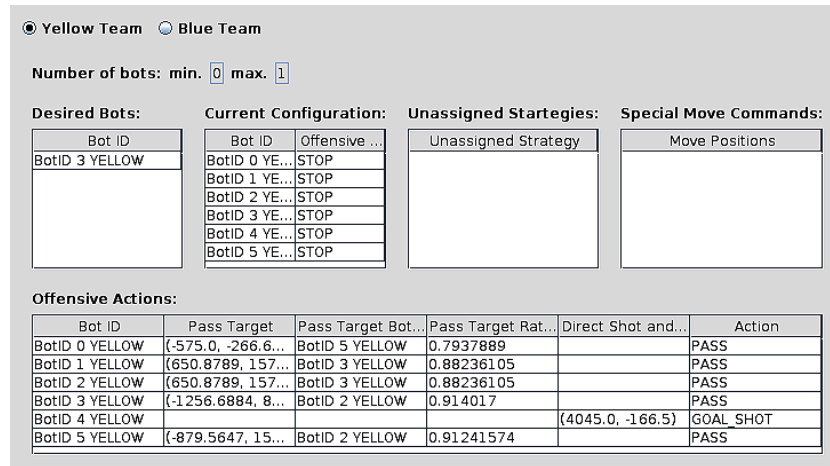 Yellow Team Blue Team
Number of bots: min. 0 max. 1
Desired Bots: Current Configuration: Unassigned Startegies: Special Move Commands:
Bot ID Bot ID Offensive ... Unassigned Strategy Move Positions
BotID 3 YELLOW BotID 0 YE... STOP
BotID 1 YE... STOP
BotID 2 YE... STOP
BotID 3 YE... STOP
BotID 4 YE... STOP
BotID 5 YE... STOP
Offensive Actions:
Bot ID Pass Target Pass Target Bot... Pass Target Rat... Direct Shot and... Action
BotID 0 YELLOW (-575.0, -266.6... BotID 5 YELLOW 0.7937889 PASS
BotID 1 YELLOW (650.8789, 157... BotID 3 YELLOW 0.88236105 PASS
BotID 2 YELLOW (650.8789, 157... BotID 3 YELLOW 0.88236105 PASS
BotID 3 YELLOW (-1256.6884, 8... BotID 2 YELLOW 0.914017 PASS
BotID 4 YELLOW (4045.0, -166.5) GOAL_SHOT
BotID 5 YELLOW (-879.5647, 15... BotID 2 YELLOW 0.91241574 PASS